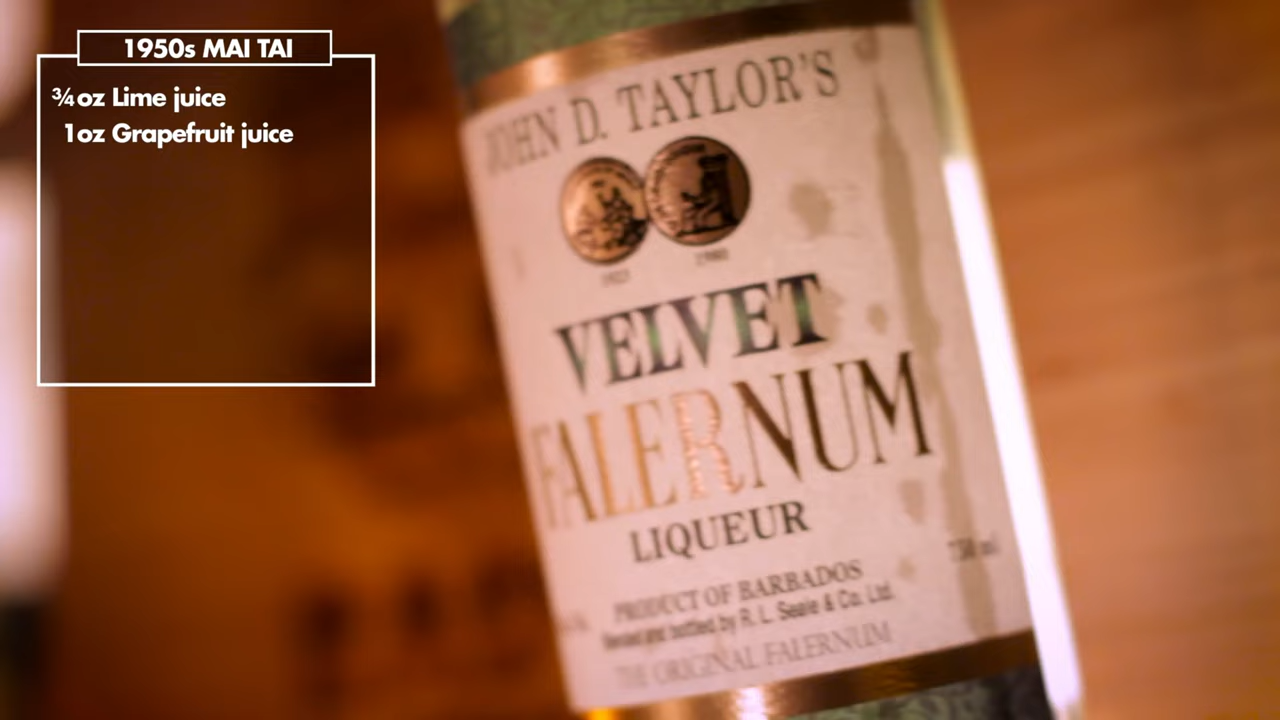 1950s MAI TAI
¾oz Lime juice
1oz Grapefruit juice
JOHN D. TAYLOR'S
VELVET
FALERNUM
LIQUEUR
PRODUCT OF BARBADOS
Blended and bottled by R. L. Seale & Co. Ltd.
THE ORIGINAL FALERNUM